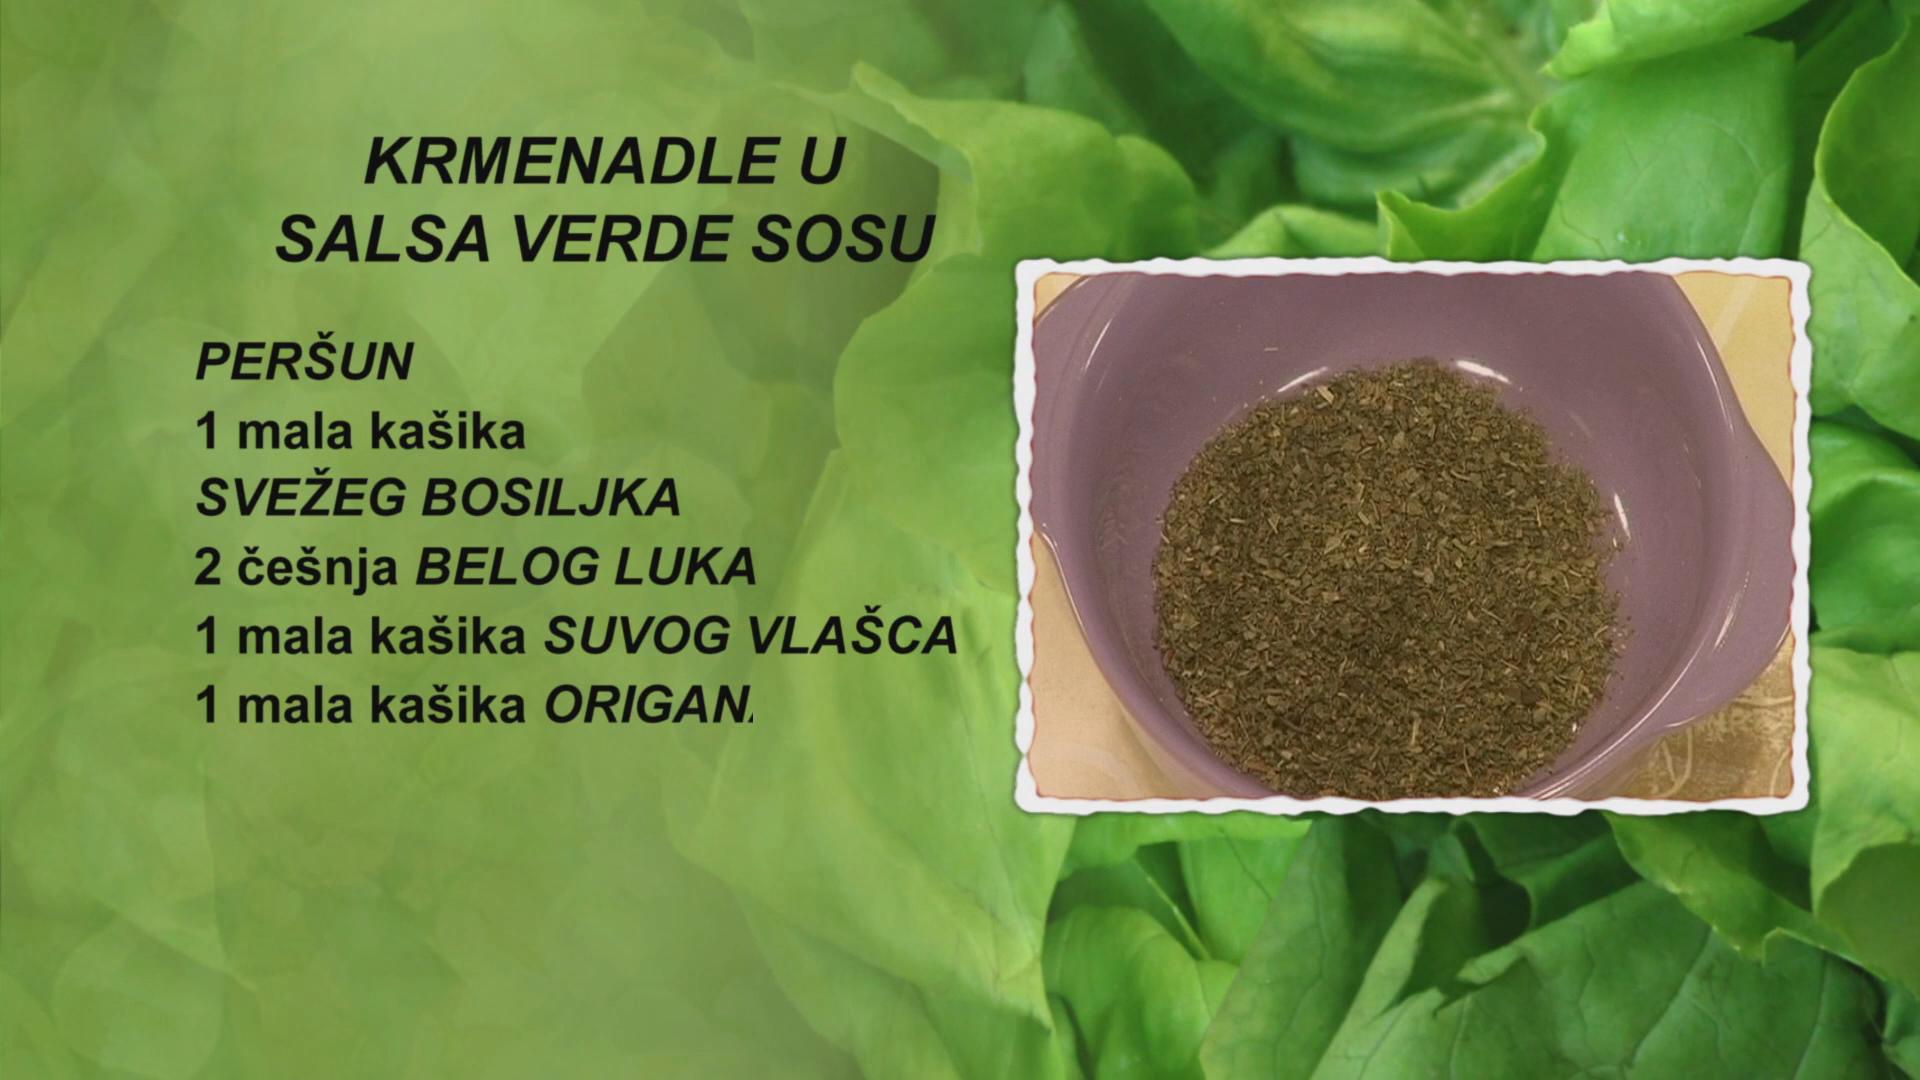 KRMENADLE U
SALSA VERDE SOSU
PERŠUN
1 mala kašika
SVEŽEG BOSILJKA
2 češnja BELOG LUKA
1 mala kašika SUVOG VLAŠCA
1 mala kašika ORIGAN